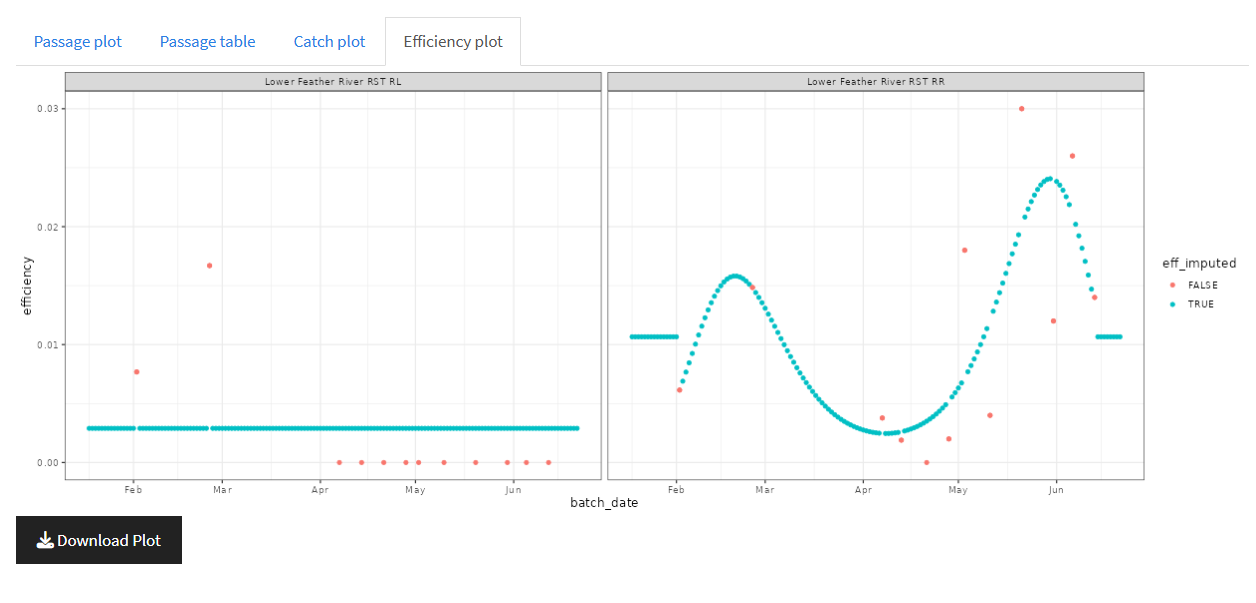 Passage plot Passage table Catch plot Efficiency plot
Lower Feather River RST RL Lower Feather River RST RR
0.03
0.02
0.01
0.00
efficiency
Feb Mar Apr May Jun Feb Mar Apr May Jun
batch_date
eff_imputed
FALSE
TRUE
Download Plot